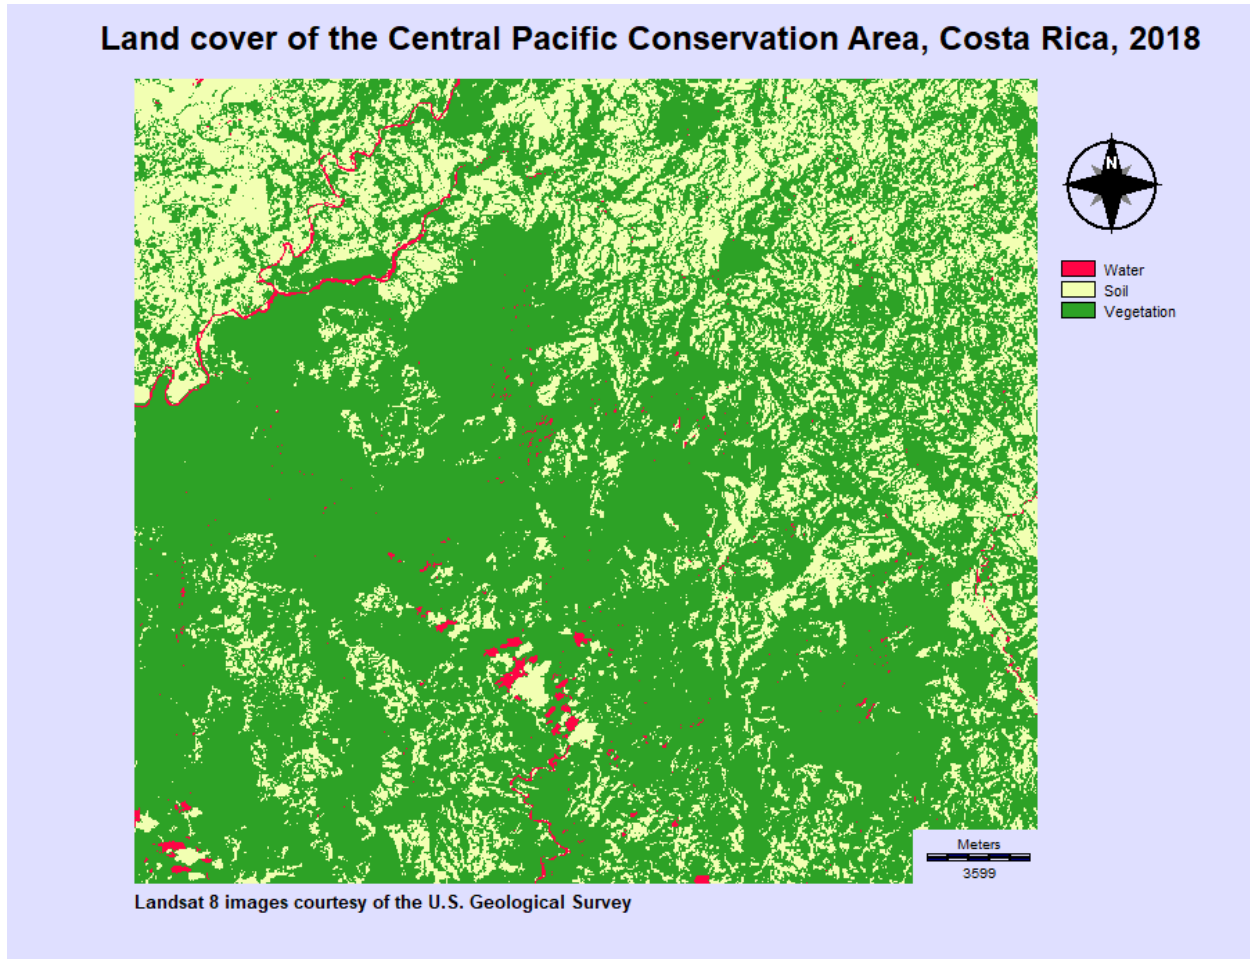 Land cover of the Central Pacific Conservation Area, Costa Rica, 2018
N
Water
Soil
Vegetation
Meters
3599
Landsat 8 images courtesy of the U.S. Geological Survey